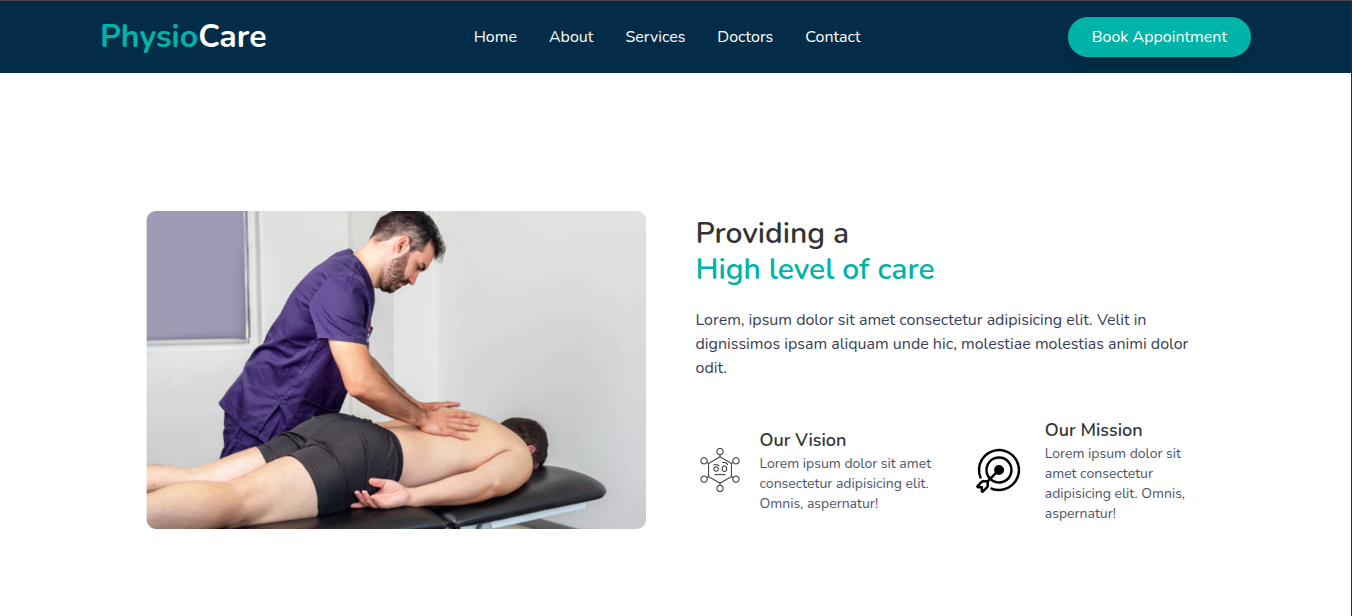 PhysioCare
Home About Services Doctors Contact
Book Appointment
Providing a
High level of care
Lorem, ipsum dolor sit amet consectetur adipisicing elit. Velit in
dignissimos ipsam aliquam unde hic, molestiae molestias animi dolor
odit.
Our Vision
Lorem ipsum dolor sit amet
consectetur adipisicing elit.
Omnis, aspernatur!
Our Mission
Lorem ipsum dolor sit
amet consectetur
adipisicing elit. Omnis,
aspernatur!